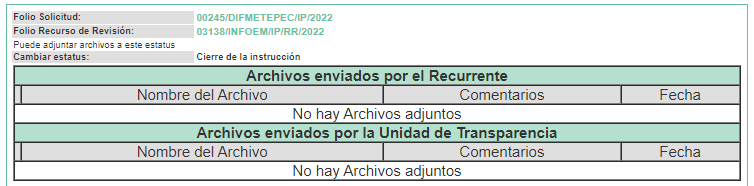 Folio Solicitud: 00245/DIFMETEPEC/IP/2022
Folio Recurso de Revisión: 03138/INFOEM/IP/RR/2022
Puede adjuntar archivos a este estatus
Cambiar estatus: Cierre de la instrucción
Archivos enviados por el Recurrente
Nombre del Archivo Comentarios Fecha
No hay Archivos adjuntos
Archivos enviados por la Unidad de Transparencia
Nombre del Archivo Comentarios Fecha
No hay Archivos adjuntos